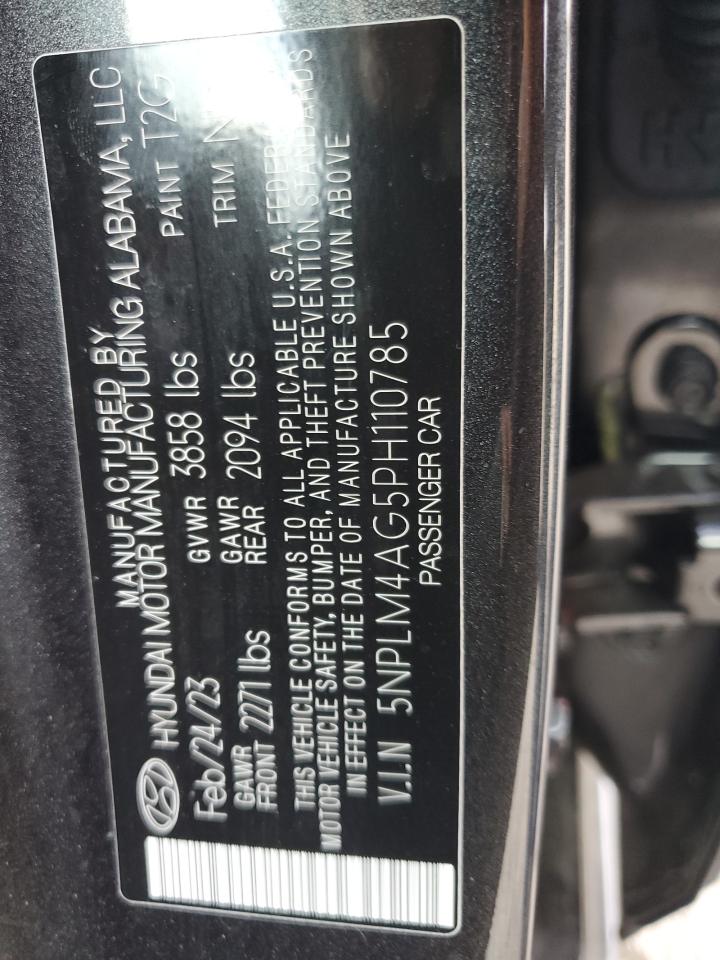 MANUFACTURED BY
HYUNDAI MOTOR MANUFACTURING ALABAMA, LLC
Feb/24/23 GVWR 3858 lbs PAINT T2G
GAWR FRONT 2271 lbs GAWR REAR 2094 lbs TRIM
THIS VEHICLE CONFORMS TO ALL APPLICABLE U.S.A.
MOTOR VEHICLE SAFETY, BUMPER, AND THEFT PREVENTION STANDARDS
IN EFFECT ON THE DATE OF MANUFACTURE SHOWN ABOVE
V.I.N 5NPLM4AG5PH110785
PASSENGER CAR